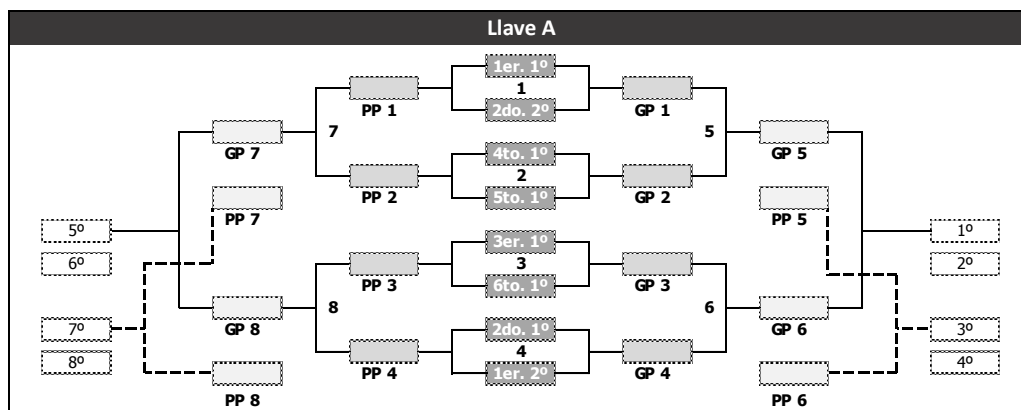 Llave A
1er. 1º
1
2do. 2º
PP 1
GP 1
7
5
GP 7
GP 5
4to. 1º
2
5to. 1º
PP 2
GP 2
PP 7
PP 5
5º
6º
1º
2º
3er. 1º
3
6to. 1º
PP 3
GP 3
8
6
GP 8
GP 6
7º
8º
3º
4º
2do. 1º
4
1er. 2º
PP 4
GP 4
PP 8
PP 6